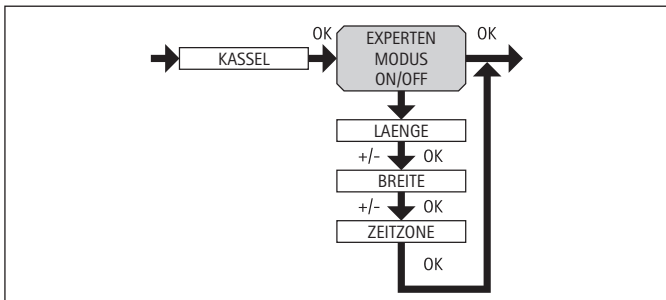 OK
EXPERTEN
MODUS
ON/OFF
OK
KASSEL
LAENGE
+/- OK
BREITE
+/- OK
ZEITZONE
OK